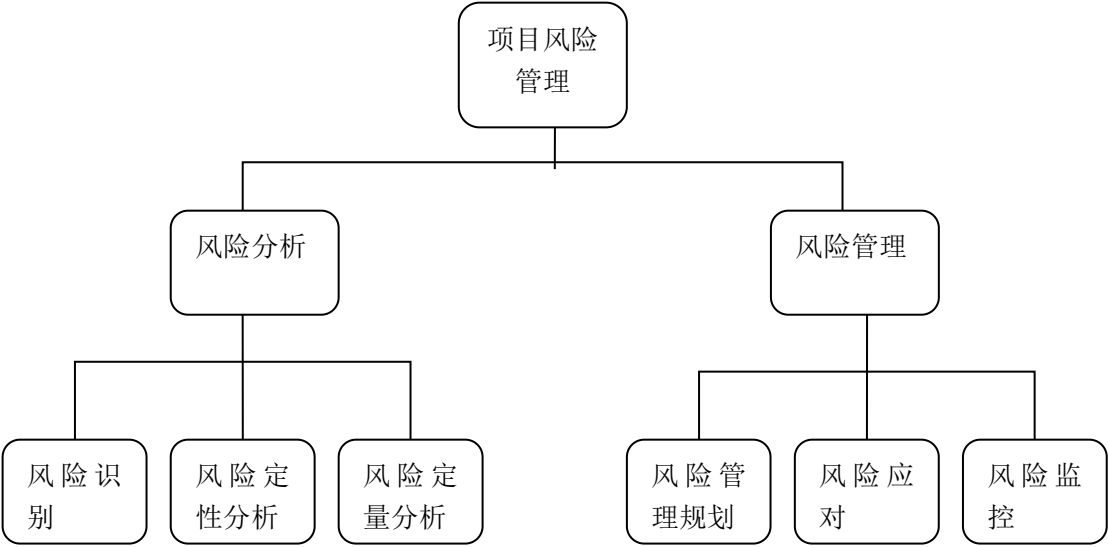 项目风险
管理
风险分析
风险管理
风险识
别
风险定
性分析
风险定
量分析
风险管
理规划
风险应
对
风险监
控